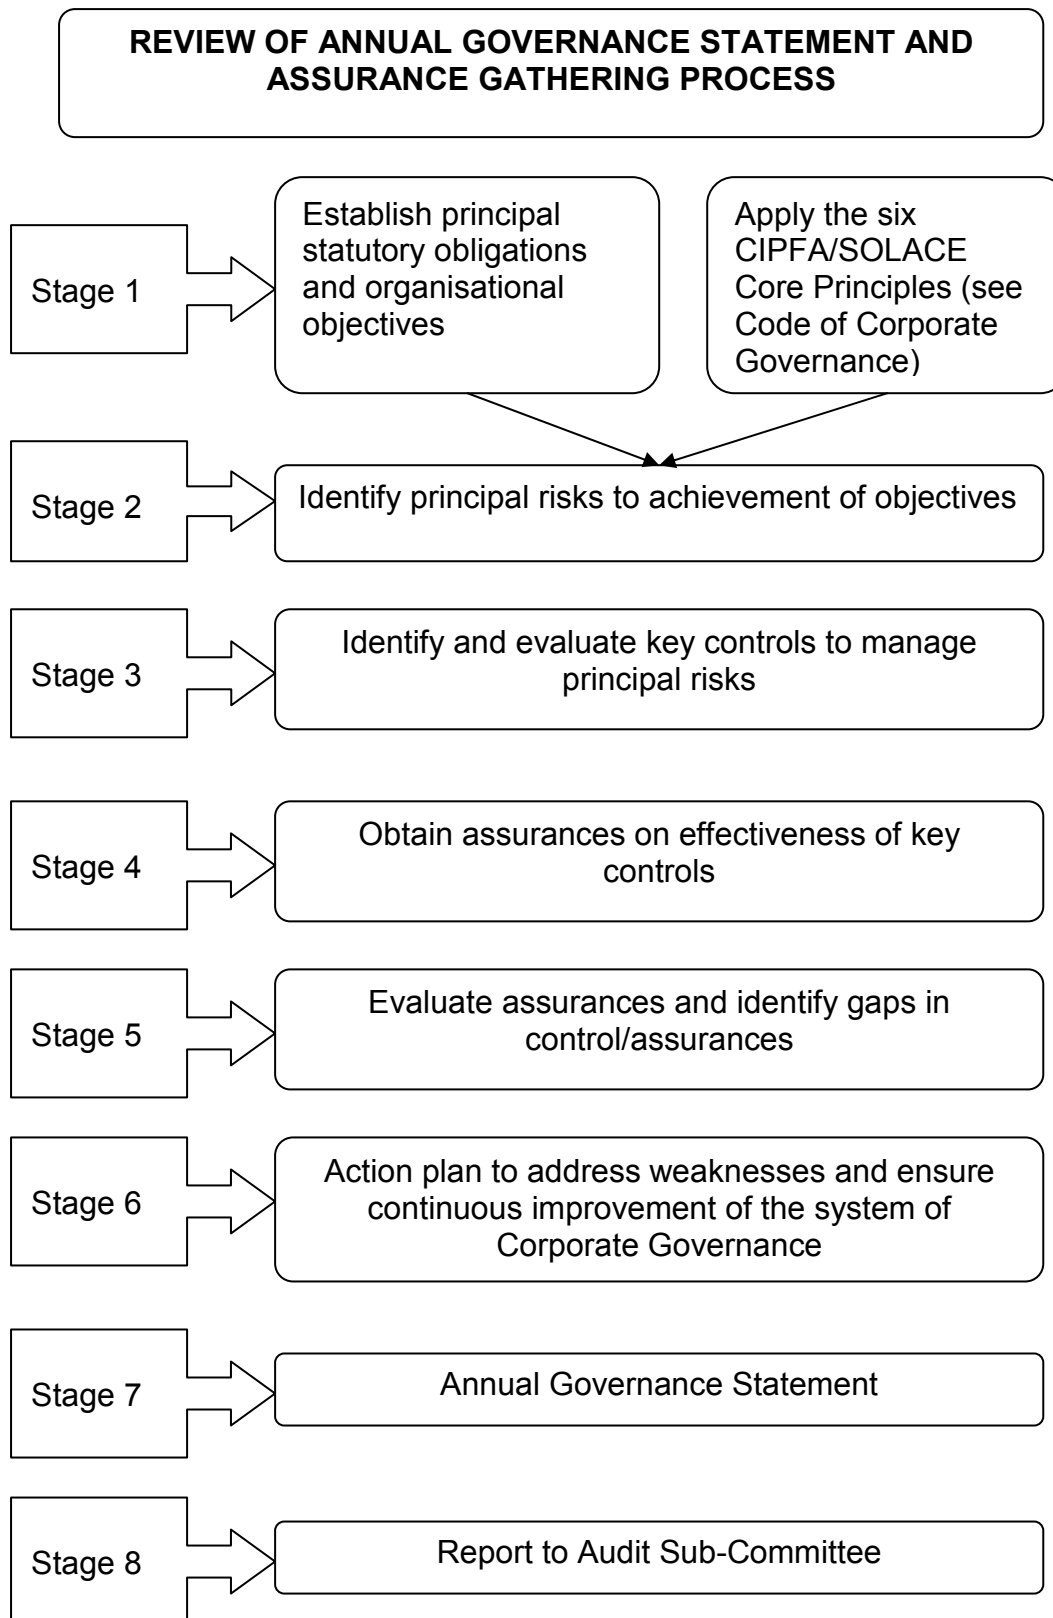 REVIEW OF ANNUAL GOVERNANCE STATEMENT AND
ASSURANCE GATHERING PROCESS
Stage 1
Establish principal
statutory obligations
and organisational
objectives
Apply the six
CIPFA/SOLACE
Core Principles (see
Code of Corporate
Governance)
Stage 2
Identify principal risks to achievement of objectives
Stage 3
Identify and evaluate key controls to manage
principal risks
Stage 4
Obtain assurances on effectiveness of key
controls
Stage 5
Evaluate assurances and identify gaps in
control/assurances
Stage 6
Action plan to address weaknesses and ensure
continuous improvement of the system of
Corporate Governance
Stage 7
Annual Governance Statement
Stage 8
Report to Audit Sub-Committee